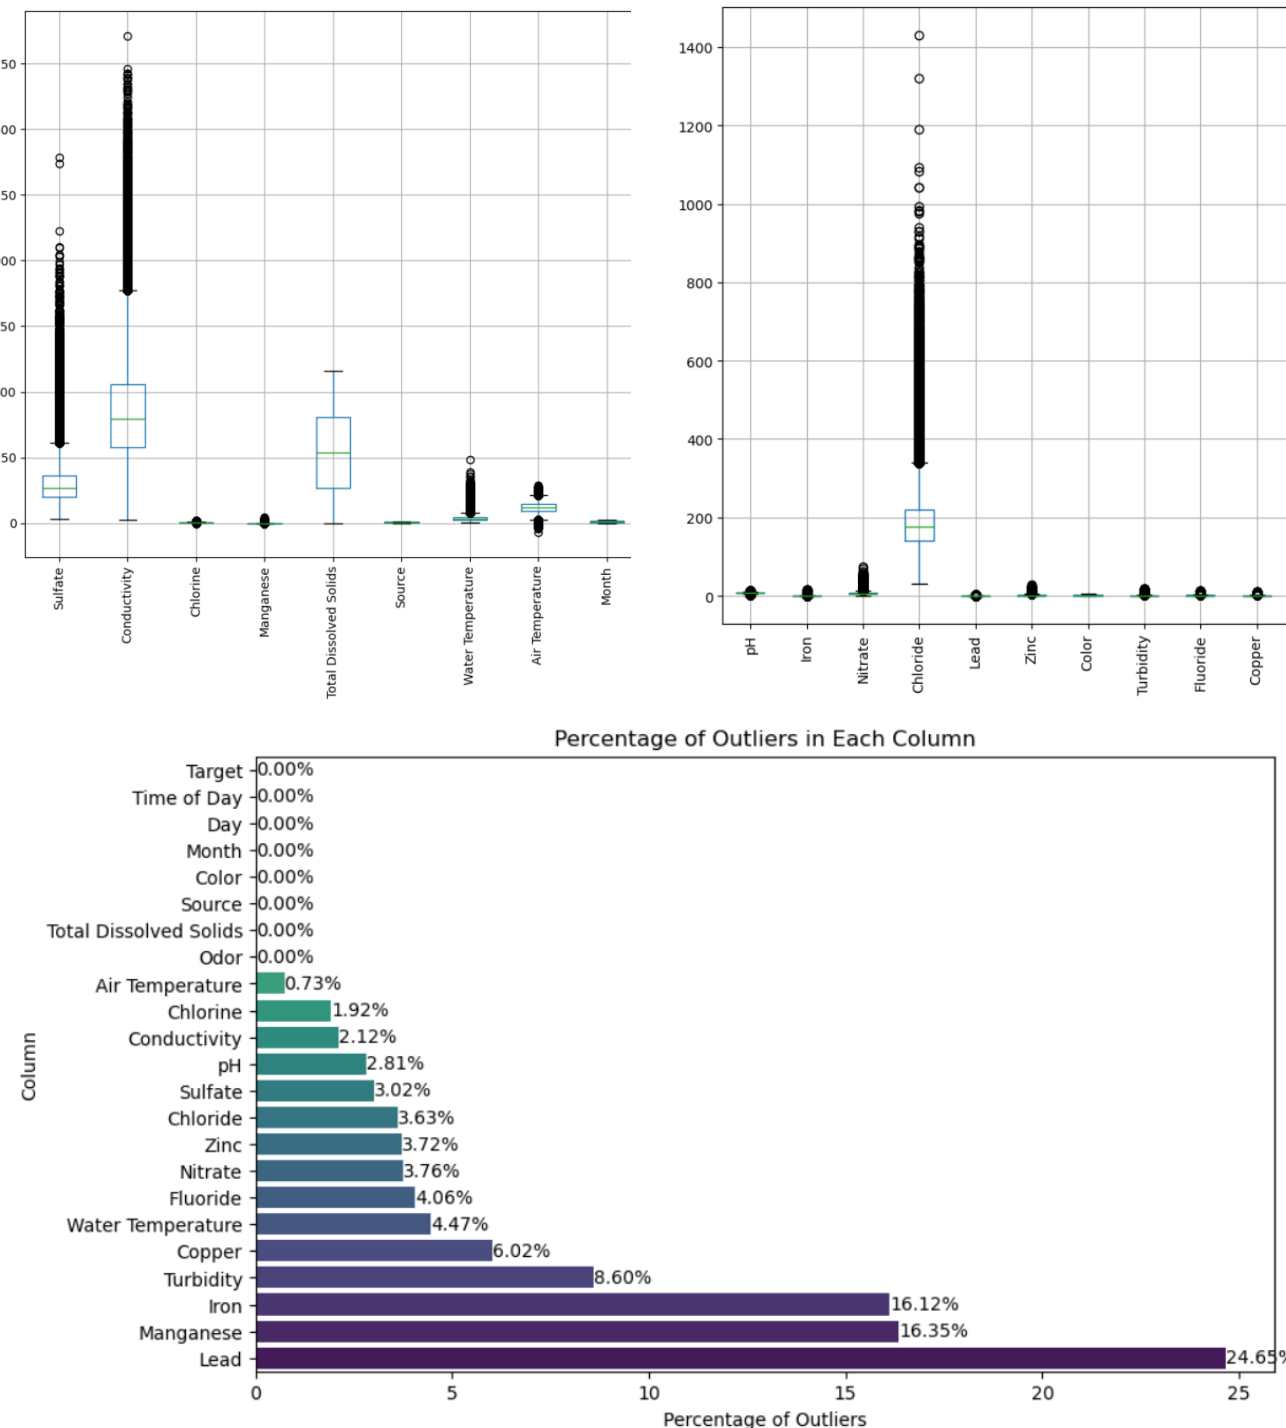 50
00
50
00
50
00
50
0
Sulfate
Conductivity
Chlorine
Manganese
Total Dissolved Solids
Source
Water Temperature
Air Temperature
Month
1400
1200
1000
800
600
400
200
0
pH
Iron
Nitrate
Chloride
Lead
Zinc
Color
Turbidity
Fluoride
Copper
Percentage of Outliers in Each Column
Column
Target 0.00%
Time of Day 0.00%
Day 0.00%
Month 0.00%
Color 0.00%
Source 0.00%
Total Dissolved Solids 0.00%
Odor 0.00%
Air Temperature 0.73%
Chlorine 1.92%
Conductivity 2.12%
pH 2.81%
Sulfate 3.02%
Chloride 3.63%
Zinc 3.72%
Nitrate 3.76%
Fluoride 4.06%
Water Temperature 4.47%
Copper 6.02%
Turbidity 8.60%
Iron 16.12%
Manganese 16.35%
Lead 24.65%
0 5 10 15 20 25
Percentage of Outliers